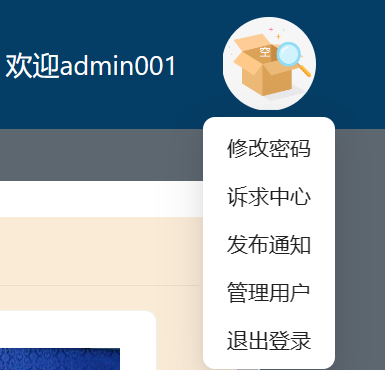 欢迎admin001
空
修改密码
诉求中心
发布通知
管理用户
退出登录